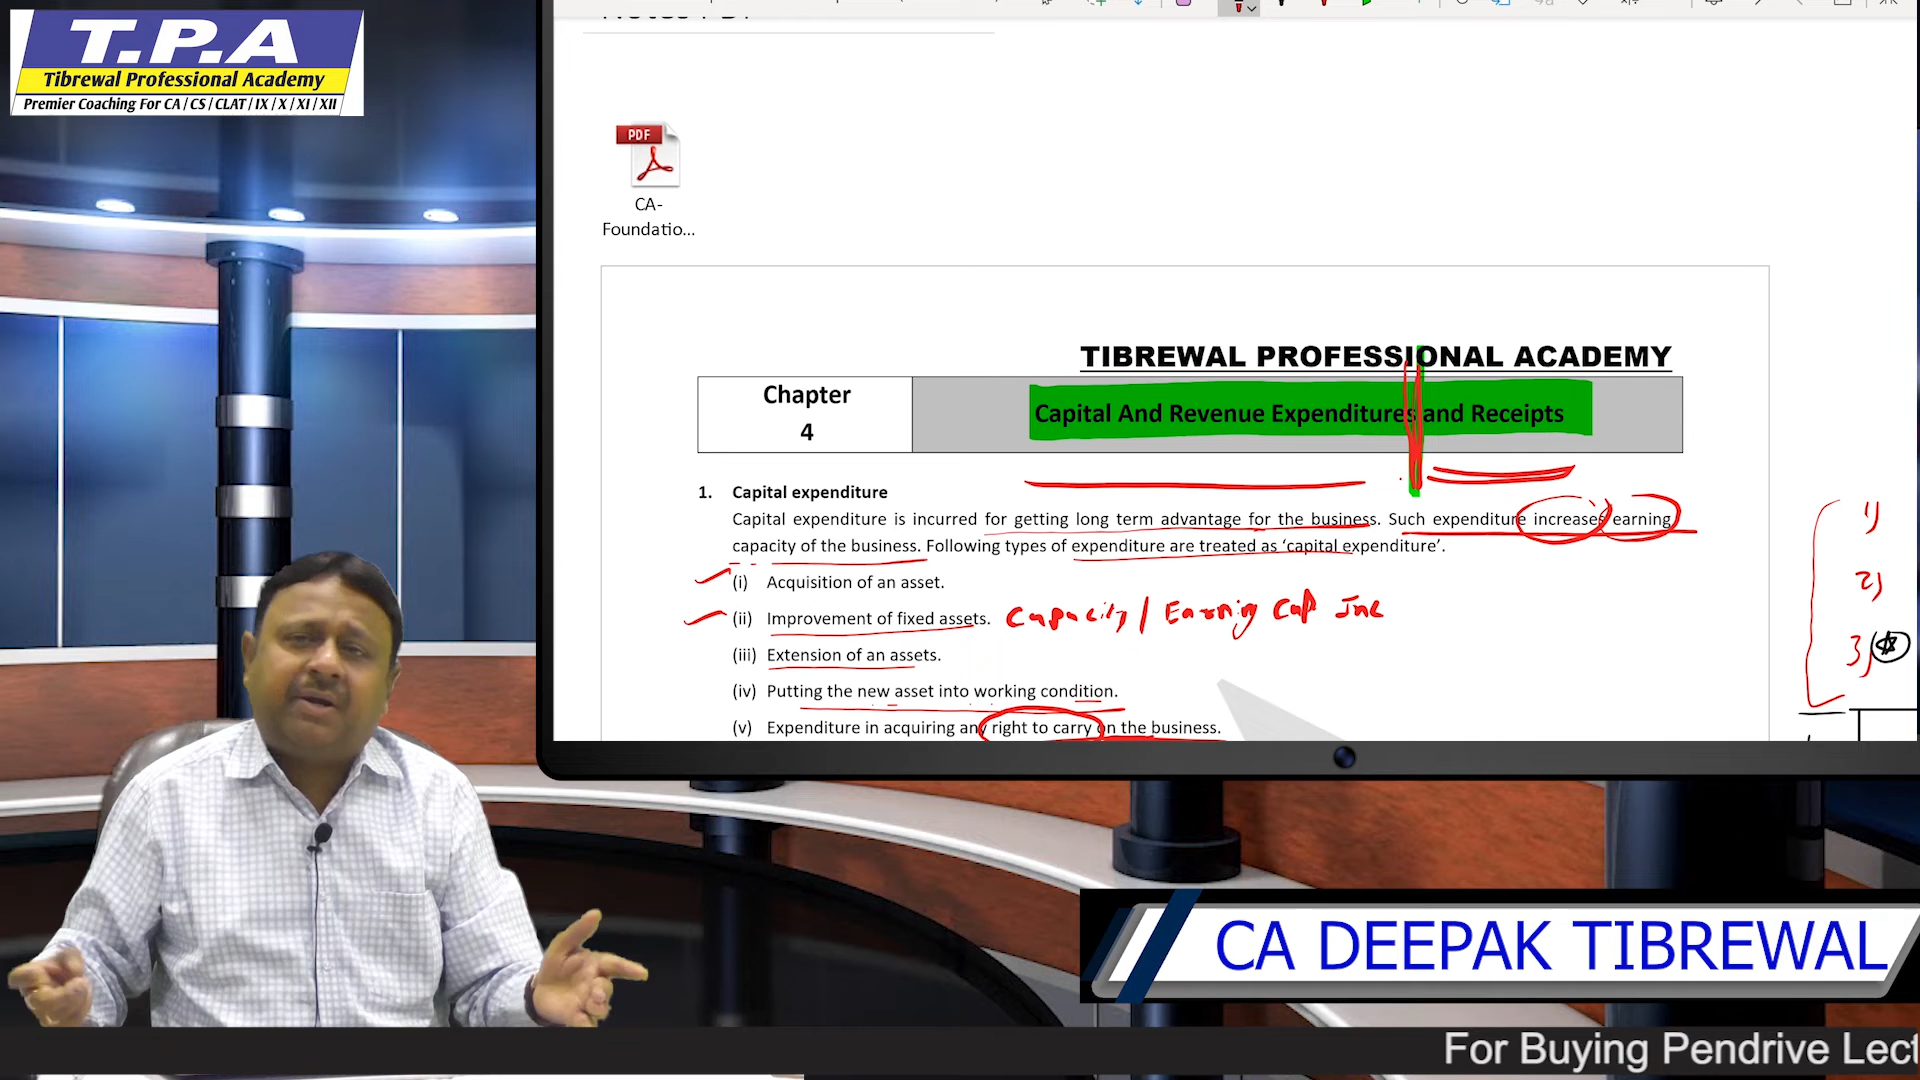 T.P.A
Tibrewal Professional Academy
Premier Coaching For CA / CS / CLAT / IX / X / XI / XII
PDF
CA-
Foundatio...
TIBREWAL PROFESSIONAL ACADEMY
Chapter
4
Capital And Revenue Expenditures and Receipts
1. Capital expenditure
Capital expenditure is incurred for getting long term advantage for the business. Such expenditure increases earning
capacity of the business. Following types of expenditure are treated as ‘capital expenditure’.
(i) Acquisition of an asset.
(ii) Improvement of fixed assets. Capacity / Earning Cap Inc
(iii) Extension of an assets.
(iv) Putting the new asset into working condition.
(v) Expenditure in acquiring any right to carry on the business.
1)
2)
3)
CA DEEPAK TIBREWAL
For Buying Pendrive Lect